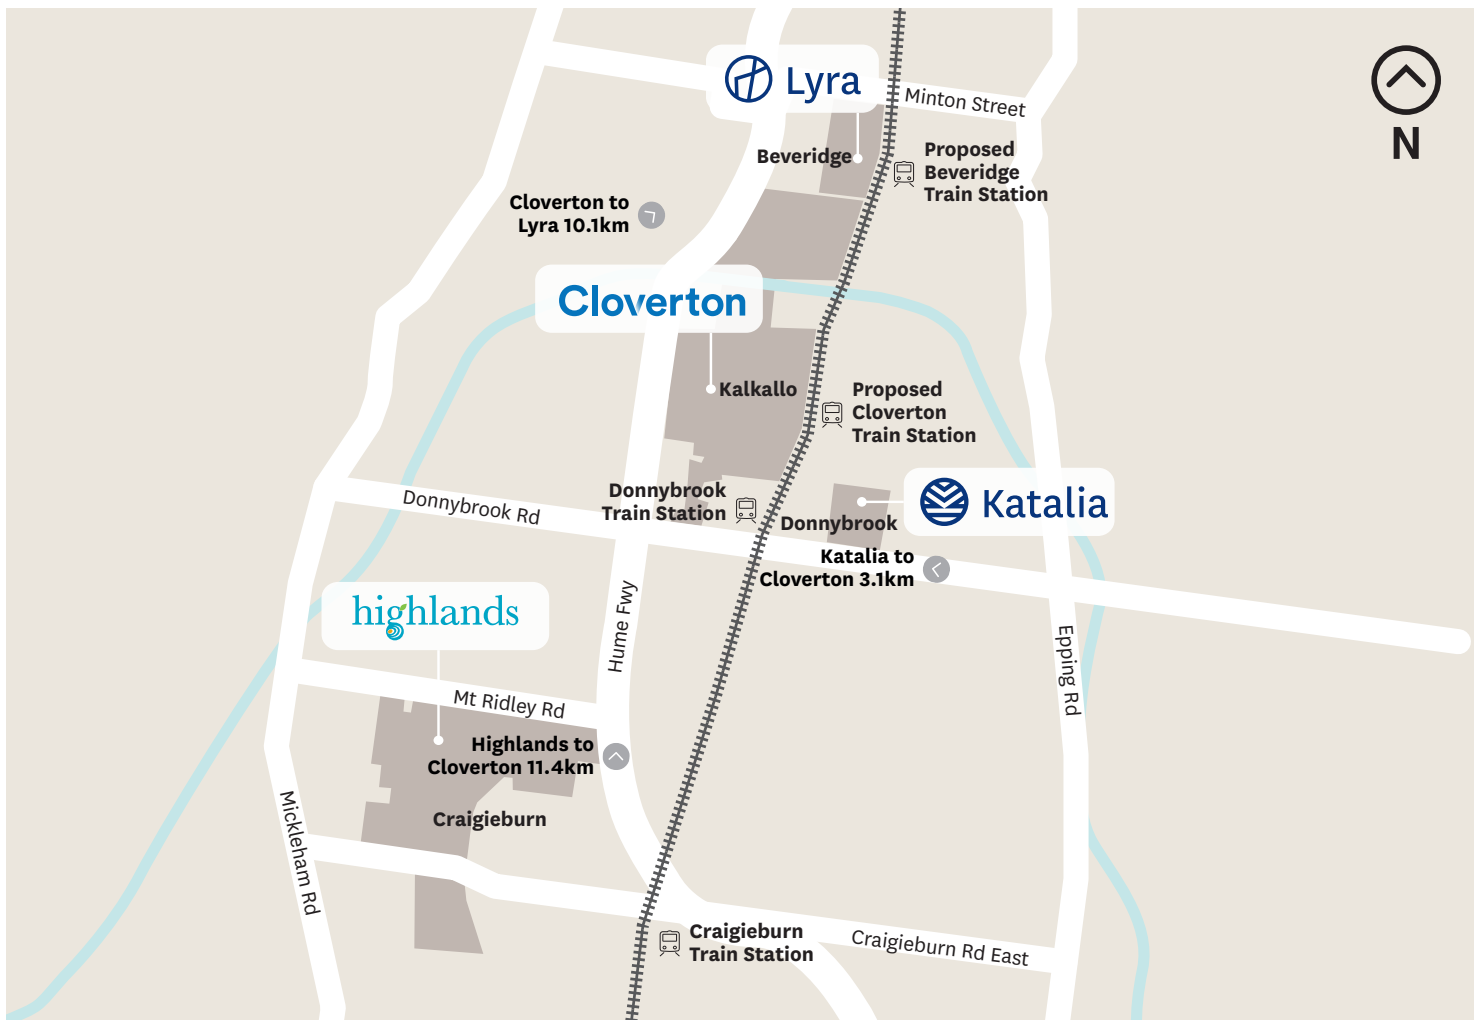 Lyra
Minton Street
N
Beveridge
Proposed
Beveridge
Train Station
Cloverton to
Lyra 10.1km
Cloverton
Kalkallo
Proposed
Cloverton
Train Station
Donnybrook Rd
Donnybrook
Train Station
Donnybrook
Katalia
Katalia to
Cloverton 3.1km
highlands
Hume Fwy
Epping Rd
Mt Ridley Rd
Highlands to
Cloverton 11.4km
Craigieburn
Mickleham Rd
Craigieburn
Train Station
Craigieburn Rd East